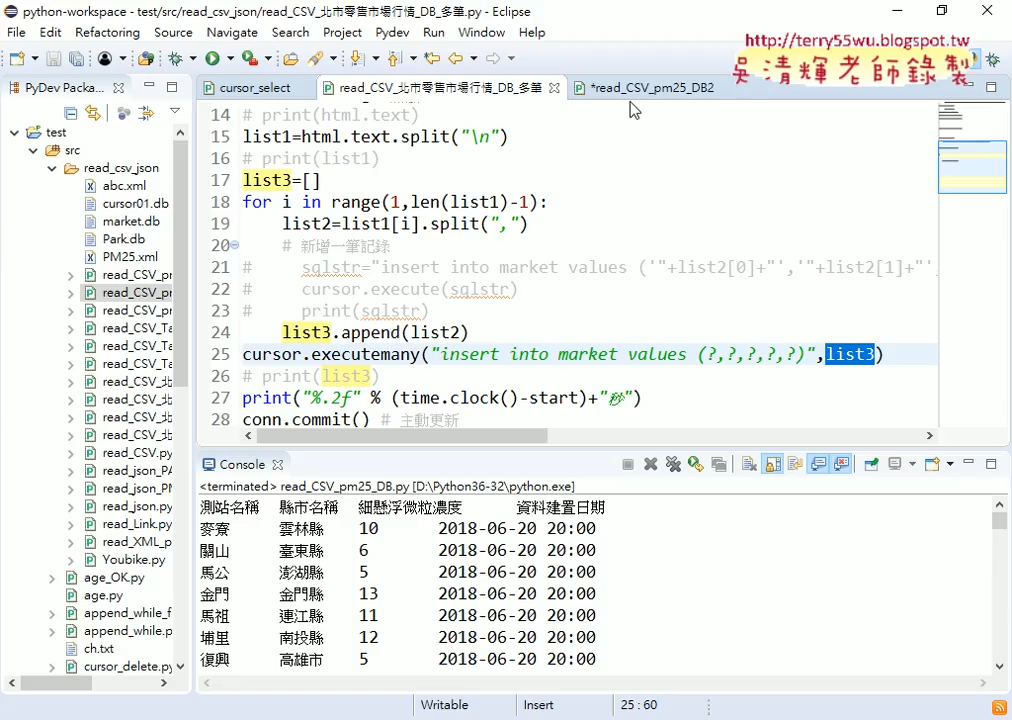 python-workspace - test/src/read_csv_json/read_CSV_北市零售市場行情_DB_多筆.py - Eclipse
File Edit Refactoring Source Navigate Search Project Pydev Run Window Help
http://terry55wu.blogspot.tw
吳清輝老師錄製
PyDev Packa...
cursor_select
read_CSV_北市零售市場行情_DB_多筆
*read_CSV_pm25_DB2
test
src
read_csv_json
abc.xml
cursor01.db
market.db
Park.db
PM25.xml
read_CSV_pr
read_CSV_pr
read_CSV_pr
read_CSV_Ta
read_CSV_Ta
read_CSV_Ta
read_CSV_北
read_CSV_北
read_CSV_北
read_CSV_北
read_CSV.py
read_json_PA
read_json_PM
read_json.py
read_Link.py
read_XML_p
Youbike.py
age_OK.py
age.py
append_while_f
append_while.p
ch.txt
cursor_delete.py
14 # print(html.text)
15 list1=html.text.split("\n")
16 # print(list1)
17 list3=[]
18 for i in range(1,len(list1)-1):
19 list2=list1[i].split(",")
20 # 新增一筆記錄
21 # sqlstr="insert into market values ('"+list2[0]+"','"+list2[1]+"',
22 # cursor.execute(sqlstr)
23 # print(sqlstr)
24 list3.append(list2)
25 cursor.executemany("insert into market values (?,?,?,?,?)",list3)
26 # print(list3)
27 print("%.2f" % (time.clock()-start)+"秒")
28 conn.commit() # 主動更新
Console
<terminated> read_CSV_pm25_DB.py [D:\Python36-32\python.exe]
測站名稱 縣市名稱 細懸浮微粒濃度 資料建置日期
麥寮 雲林縣 10 2018-06-20 20:00
關山 臺東縣 6 2018-06-20 20:00
馬公 澎湖縣 5 2018-06-20 20:00
金門 金門縣 13 2018-06-20 20:00
馬祖 連江縣 11 2018-06-20 20:00
埔里 南投縣 12 2018-06-20 20:00
復興 高雄市 5 2018-06-20 20:00
Writable Insert 25 : 60